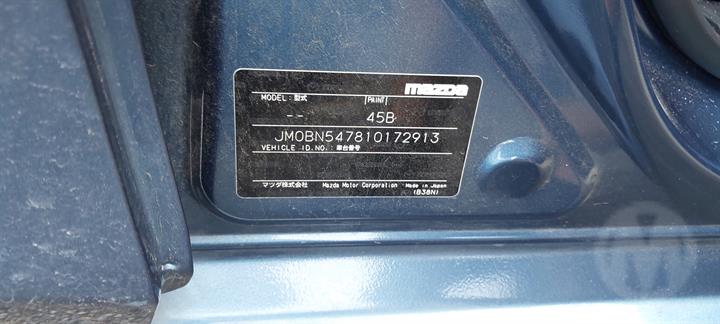 mazda
MODEL: 型式 PAINT
-- 45B
JM0BN547810172913
VEHICLE ID.NO.: 車台番号
マツダ株式会社 Mazda Motor Corporation Made in Japan
(B38N)
M